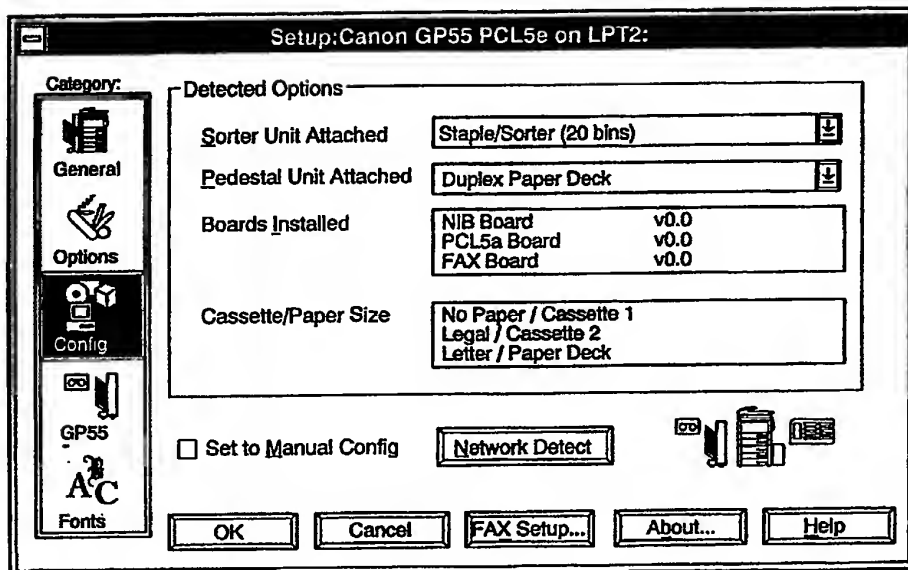 Setup:Canon GP55 PCL5e on LPT2:
Category:
General
Options
Config
GP55
Fonts
Detected Options
Sorter Unit Attached
Staple/Sorter (20 bins)
Pedestal Unit Attached
Duplex Paper Deck
Boards Installed
NIB Board v0.0
PCL5a Board v0.0
FAX Board v0.0
Cassette/Paper Size
No Paper / Cassette 1
Legal / Cassette 2
Letter / Paper Deck
Set to Manual Config
Network Detect
OK
Cancel
FAX Setup...
About...
Help